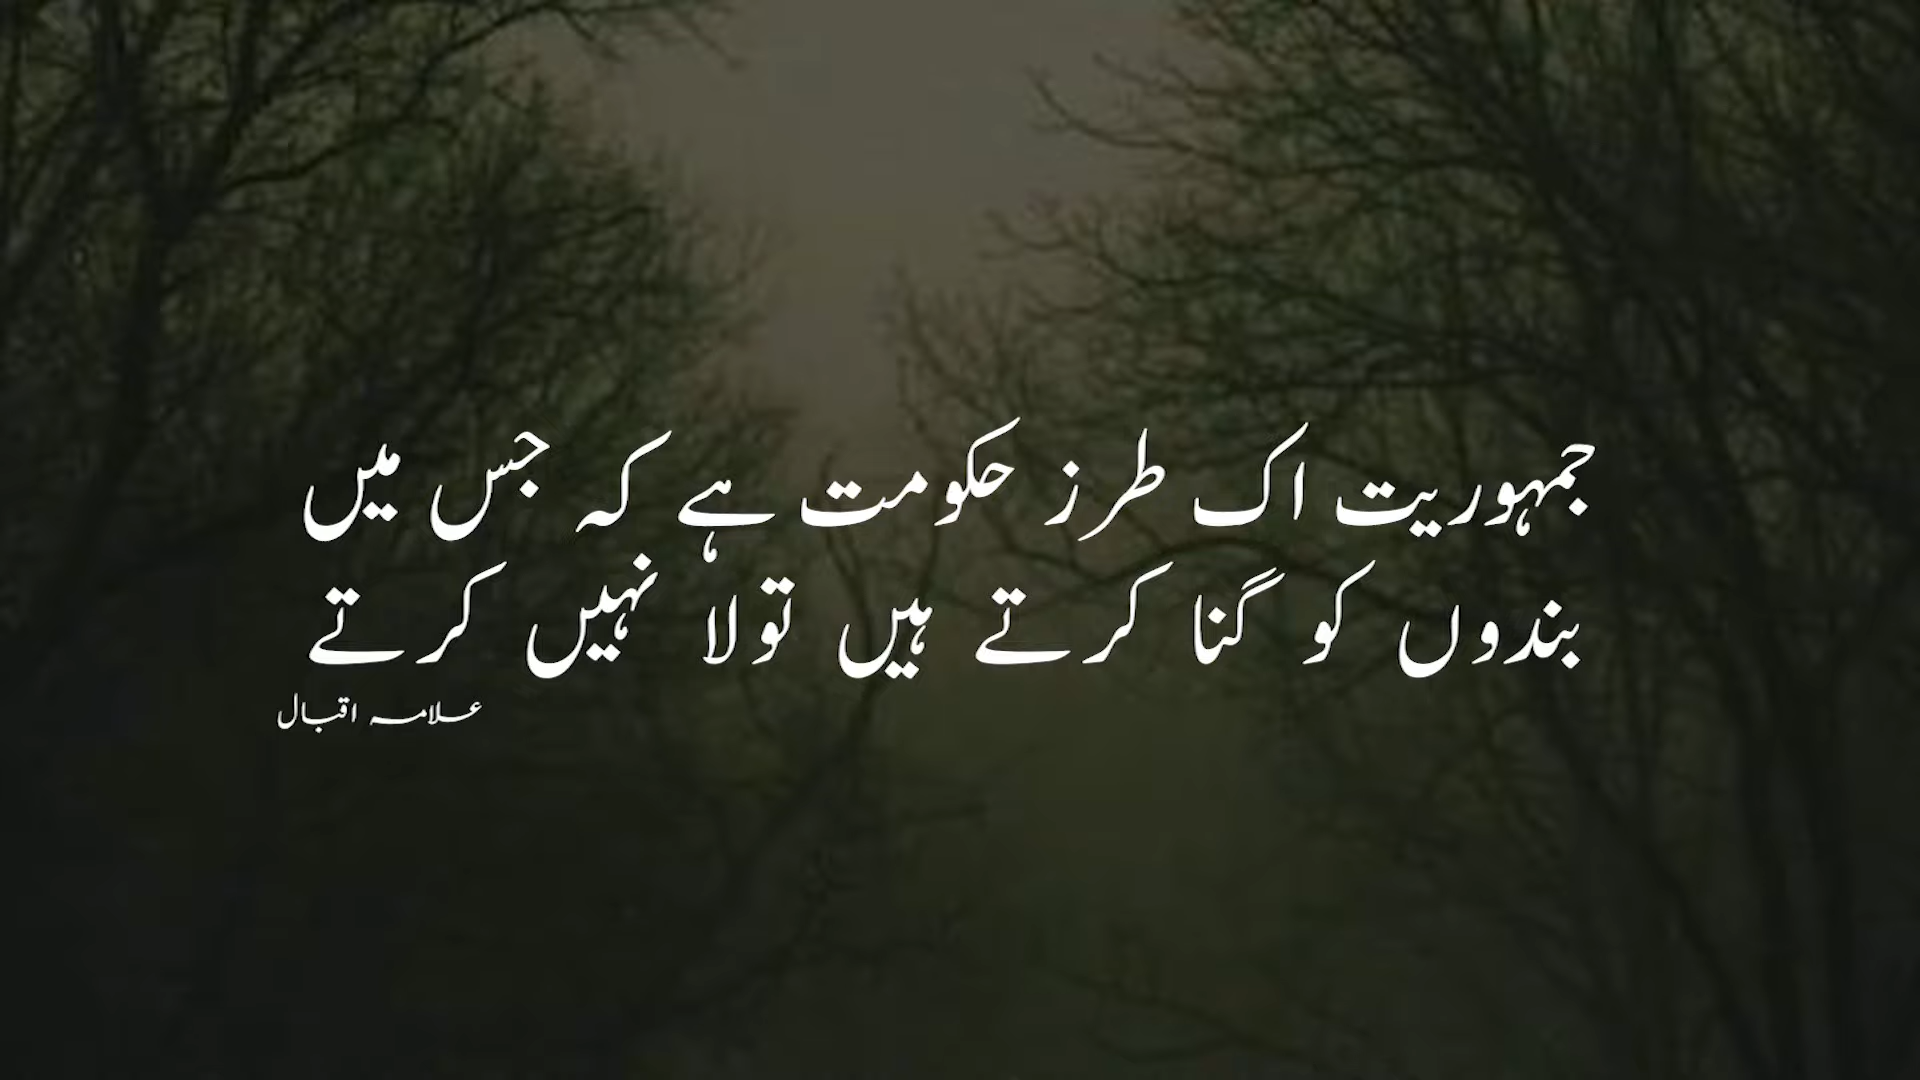 جمہوریت اک طرز حکومت ہے کہ جس میں
بندوں کو گنا کرتے ہیں تولا نہیں کرتے
علامہ اقبال